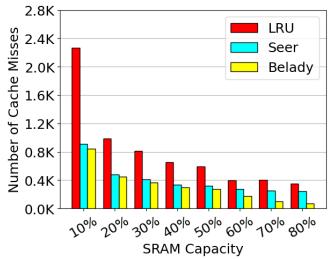 2.8K
2.4K
2.0K
1.6K
1.2K
0.8K
0.4K
0.0K
Number of Cache Misses
LRU
Seer
Belady
10% 20% 30% 40% 50% 60% 70% 80%
SRAM Capacity